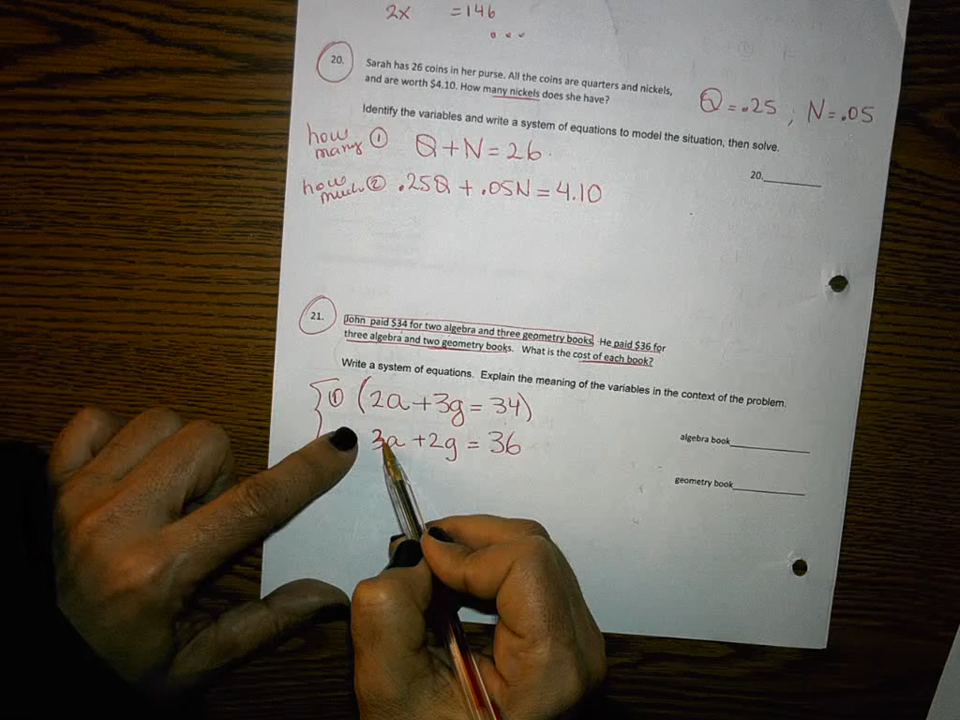 2x = 146
20. Sarah has 26 coins in her purse. All the coins are quarters and nickels,
and are worth $4.10. How many nickels does she have?
Q = .25 ; N = .05
Identify the variables and write a system of equations to model the situation, then solve.
how many ① Q + N = 26.
20.________
how much ② .25Q + .05N = 4.10
21. John paid $34 for two algebra and three geometry books. He paid $36 for
three algebra and two geometry books. What is the cost of each book?
Write a system of equations. Explain the meaning of the variables in the context of the problem.
① (2a + 3g = 34)
3a + 2g = 36
algebra book__________
geometry book_________